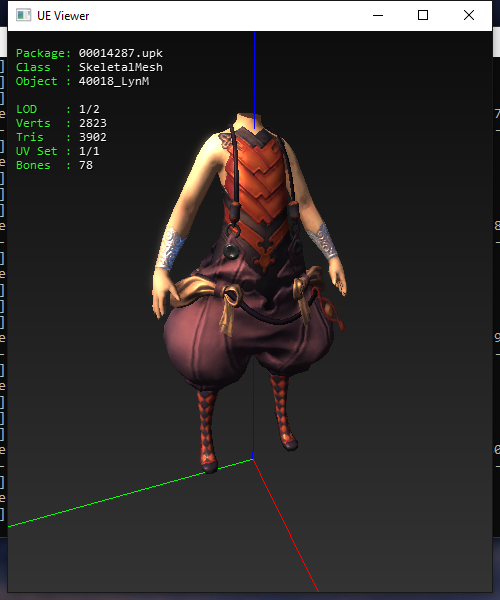 UE Viewer
Package: 00014287.upk
Class : SkeletalMesh
Object : 40018_LynM
LOD : 1/2
Verts : 2823
Tris : 3902
UV Set : 1/1
Bones : 78